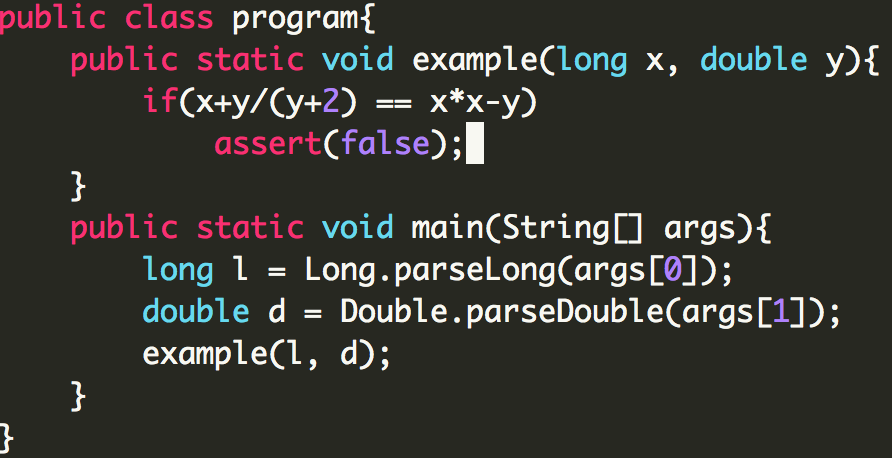 public class program{
    public static void example(long x, double y){
        if(x+y/(y+2) == x*x-y)
            assert(false);
    }
    public static void main(String[] args){
        long l = Long.parseLong(args[0]);
        double d = Double.parseDouble(args[1]);
        example(l, d);
    }
}